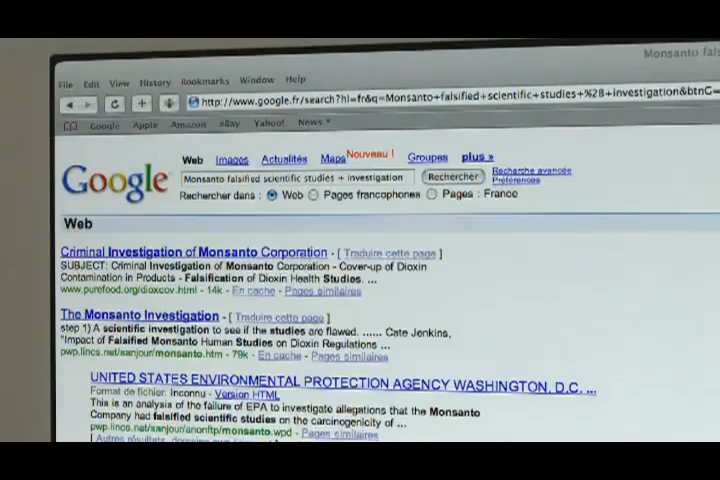 Monsanto fals
File Edit View History Bookmarks Window Help
http://www.google.fr/search?hl=fr&q=Monsanto+falsified+scientific+studies+%2B+investigation&btnG=
Google Apple Amazon eBay Yahoo! News
Web Images Actualités Maps Nouveau ! Groupes plus »
Google
Monsanto falsified scientific studies + investigation Rechercher Recherche avancée
Préférences
Rechercher dans : Web Pages francophones Pages : France
Web
Criminal Investigation of Monsanto Corporation - [ Traduire cette page ]
SUBJECT: Criminal Investigation of Monsanto Corporation - Cover-up of Dioxin
Contamination in Products - Falsification of Dioxin Health Studies. ...
www.purefood.org/dioxcov.html - 14k - En cache - Pages similaires
The Monsanto Investigation - [ Traduire cette page ]
step 1) A scientific investigation to see if the studies are flawed. ...... Cate Jenkins,
"Impact of Falsified Monsanto Human Studies on Dioxin Regulations ...
pwp.lincs.net/sanjour/monsanto.htm - 79k - En cache - Pages similaires
UNITED STATES ENVIRONMENTAL PROTECTION AGENCY WASHINGTON, D.C. ...
Format de fichier: Inconnu - Version HTML
This is an analysis of the failure of EPA to investigate allegations that the Monsanto
Company had falsified scientific studies on the carcinogenicity of ...
pwp.lincs.net/sanjour/anonftp/monsanto.wpd - Pages similaires
[ Autres résultats, domaine